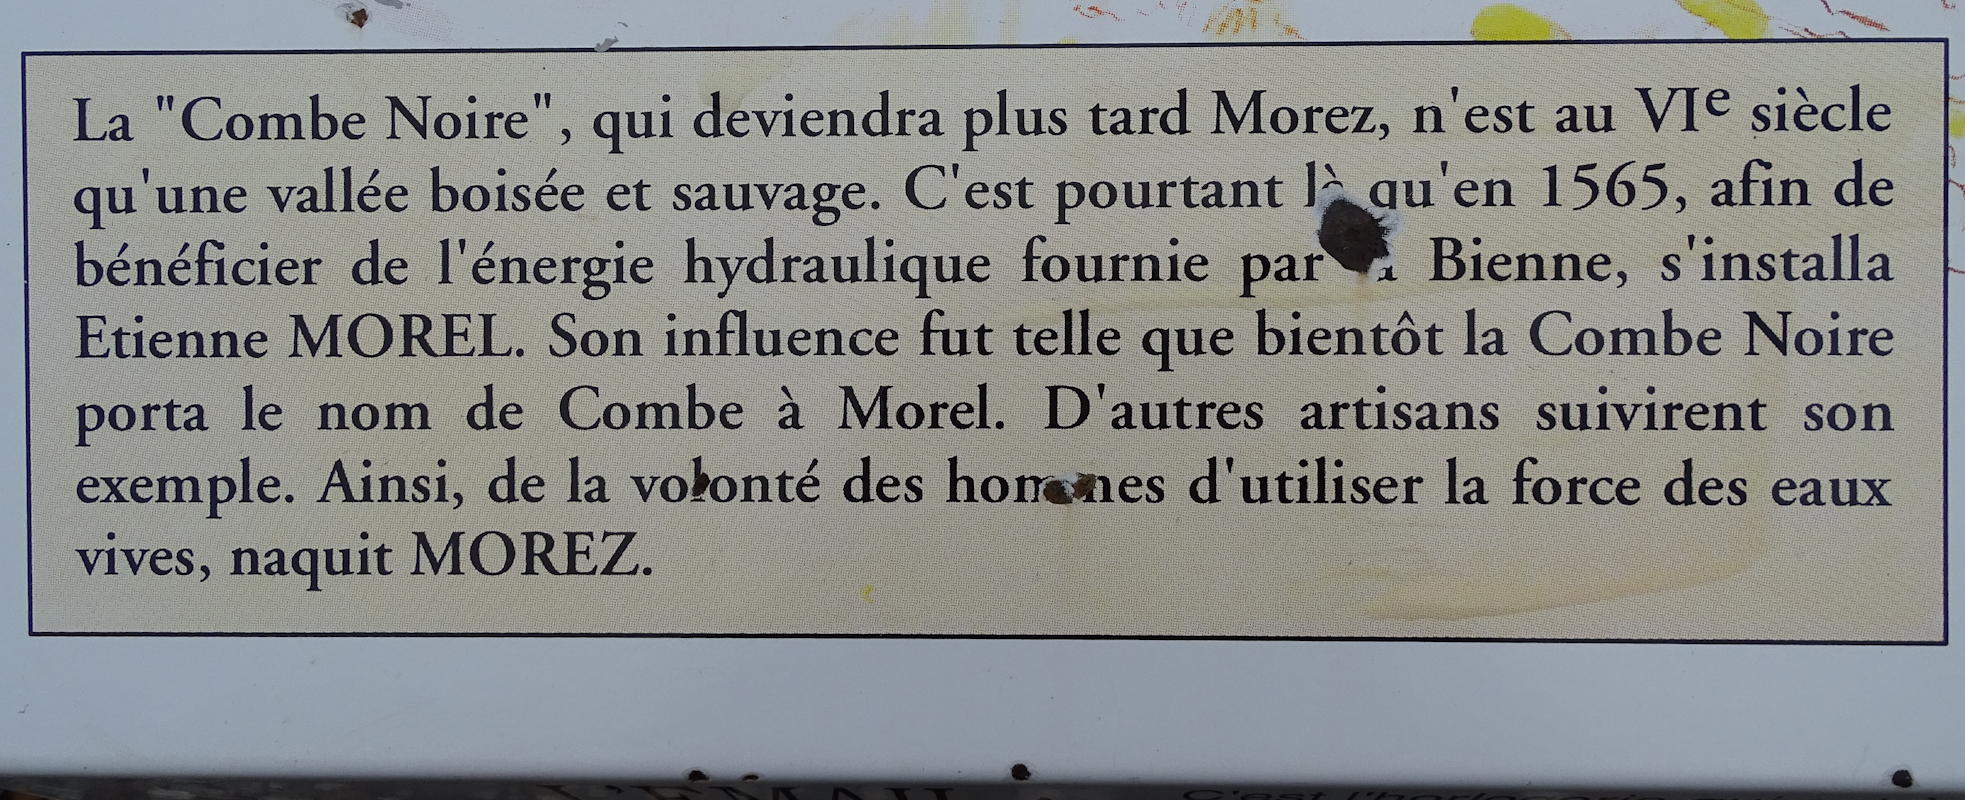 La "Combe Noire", qui deviendra plus tard Morez, n'est au VIe siècle
qu'une vallée boisée et sauvage. C'est pourtant là qu'en 1565, afin de
bénéficier de l'énergie hydraulique fournie par la Bienne, s'installa
Etienne MOREL. Son influence fut telle que bientôt la Combe Noire
porta le nom de Combe à Morel. D'autres artisans suivirent son
exemple. Ainsi, de la volonté des hommes d'utiliser la force des eaux
vives, naquit MOREZ.
L'EMAIL